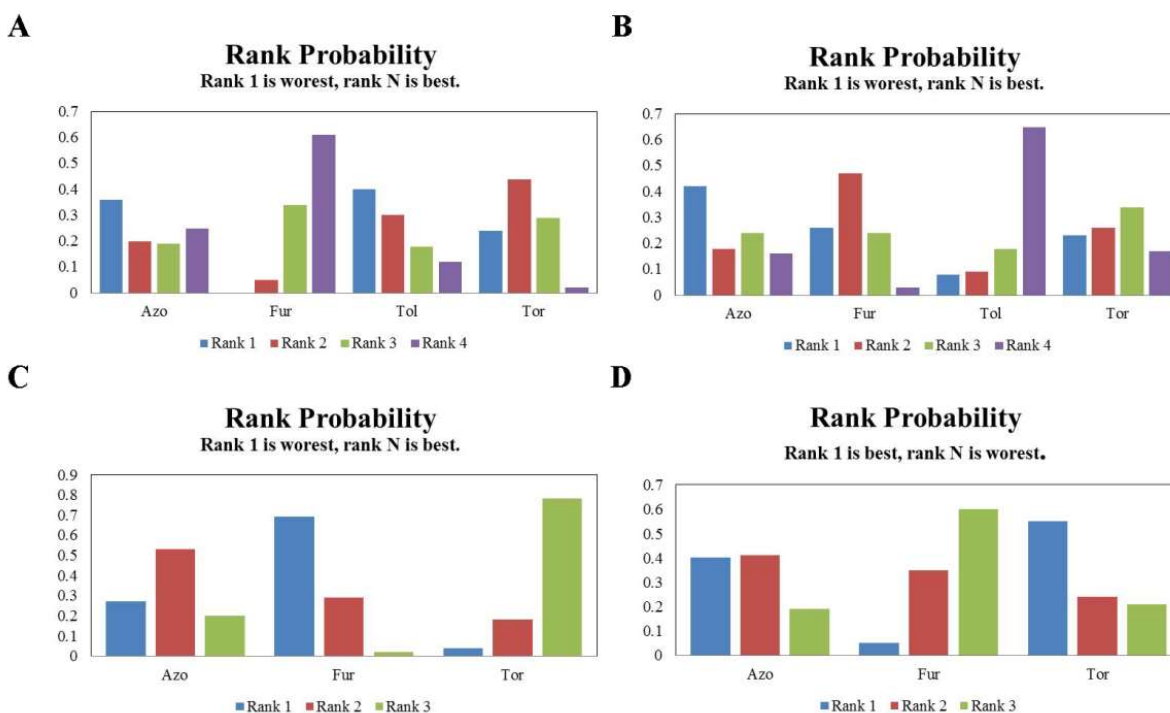 A
Rank Probability
Rank 1 is worest, rank N is best.
0.7
0.6
0.5
0.4
0.3
0.2
0.1
0
Azo Fur Tol Tor
Rank 1 Rank 2 Rank 3 Rank 4
B
Rank Probability
Rank 1 is worest, rank N is best.
0.7
0.6
0.5
0.4
0.3
0.2
0.1
0
Azo Fur Tol Tor
Rank 1 Rank 2 Rank 3 Rank 4
C
Rank Probability
Rank 1 is worest, rank N is best.
0.9
0.8
0.7
0.6
0.5
0.4
0.3
0.2
0.1
0
Azo Fur Tor
Rank 1 Rank 2 Rank 3
D
Rank Probability
Rank 1 is best, rank N is worest.
0.7
0.6
0.5
0.4
0.3
0.2
0.1
0
Azo Fur Tor
Rank 1 Rank 2 Rank 3